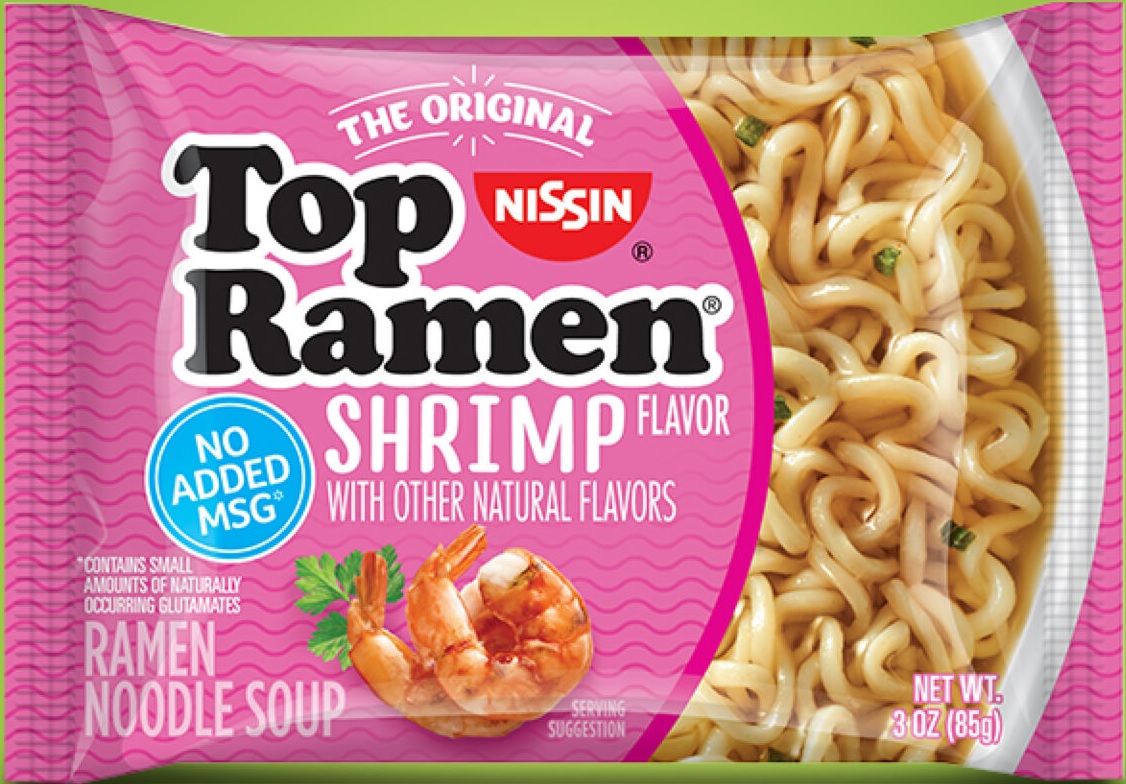 THE ORIGINAL
Top
NISSIN
®
Ramen®
SHRIMP FLAVOR
WITH OTHER NATURAL FLAVORS
NO
ADDED
MSG*
*CONTAINS SMALL
AMOUNTS OF NATURALLY
OCCURRING GLUTAMATES
RAMEN
NOODLE SOUP
SERVING
SUGGESTION
NET WT.
3 OZ (85g)